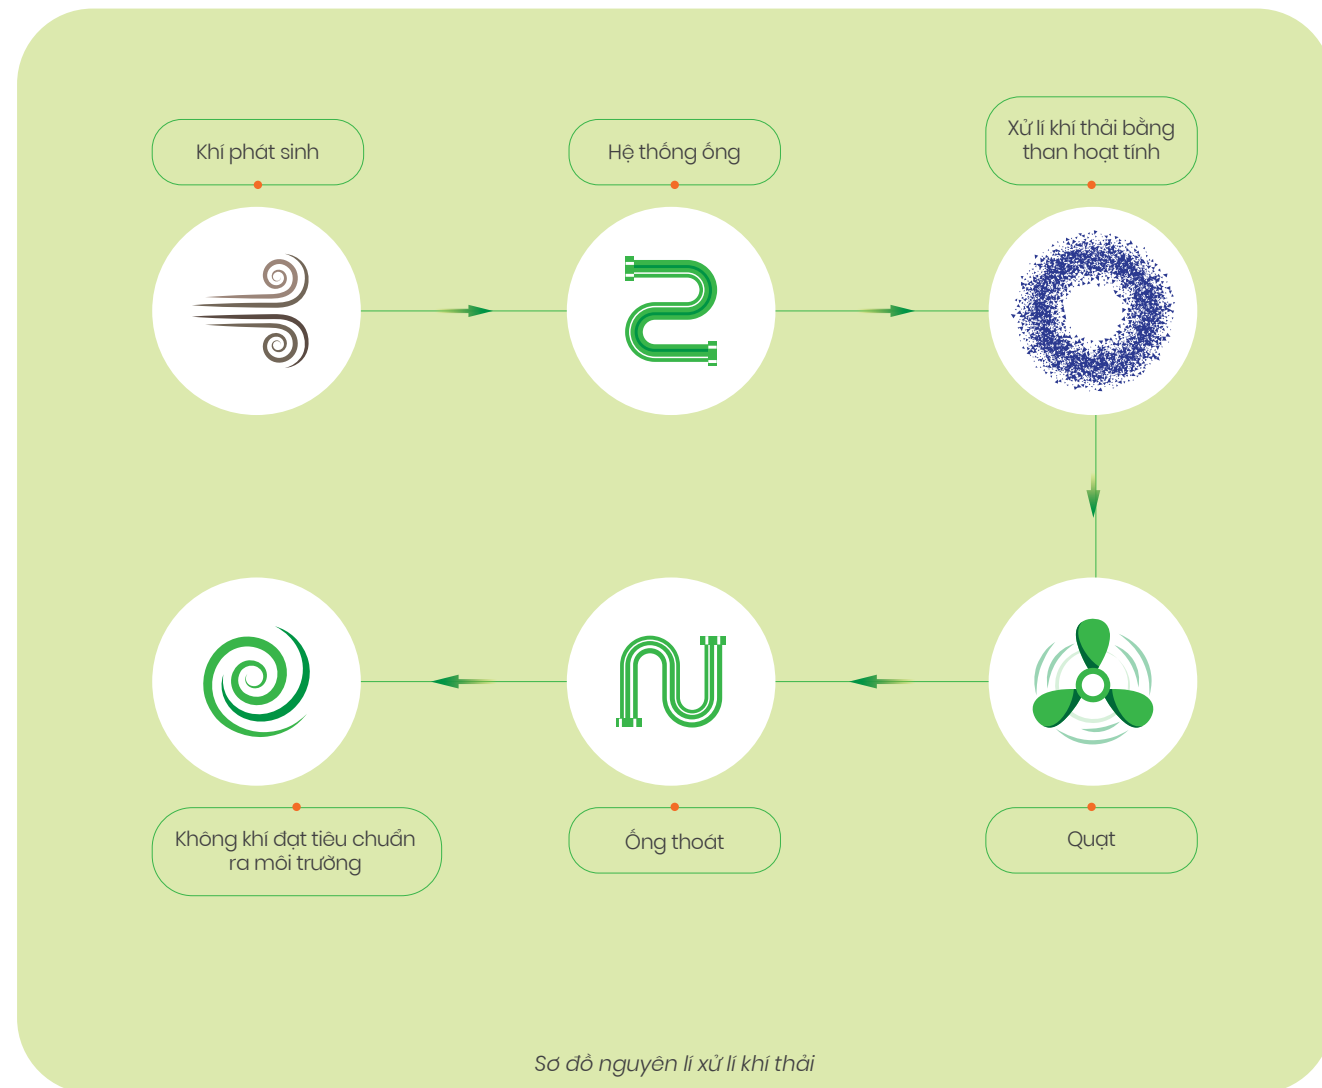 Khí phát sinh
Hệ thống ống
Xử lí khí thải bằng
than hoạt tính
Không khí đạt tiêu chuẩn
ra môi trường
Ống thoát
Quạt
Sơ đồ nguyên lí xử lí khí thải